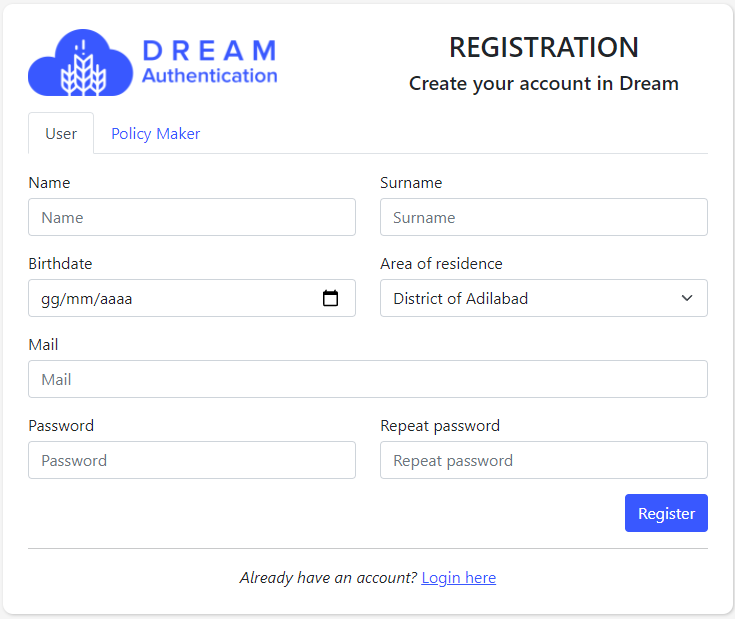 DREAM
Authentication
REGISTRATION
Create your account in Dream
User Policy Maker
Name Surname
Name Surname
Birthdate Area of residence
gg/mm/aaaa District of Adilabad
Mail
Mail
Password Repeat password
Password Repeat password
Register
Already have an account? Login here